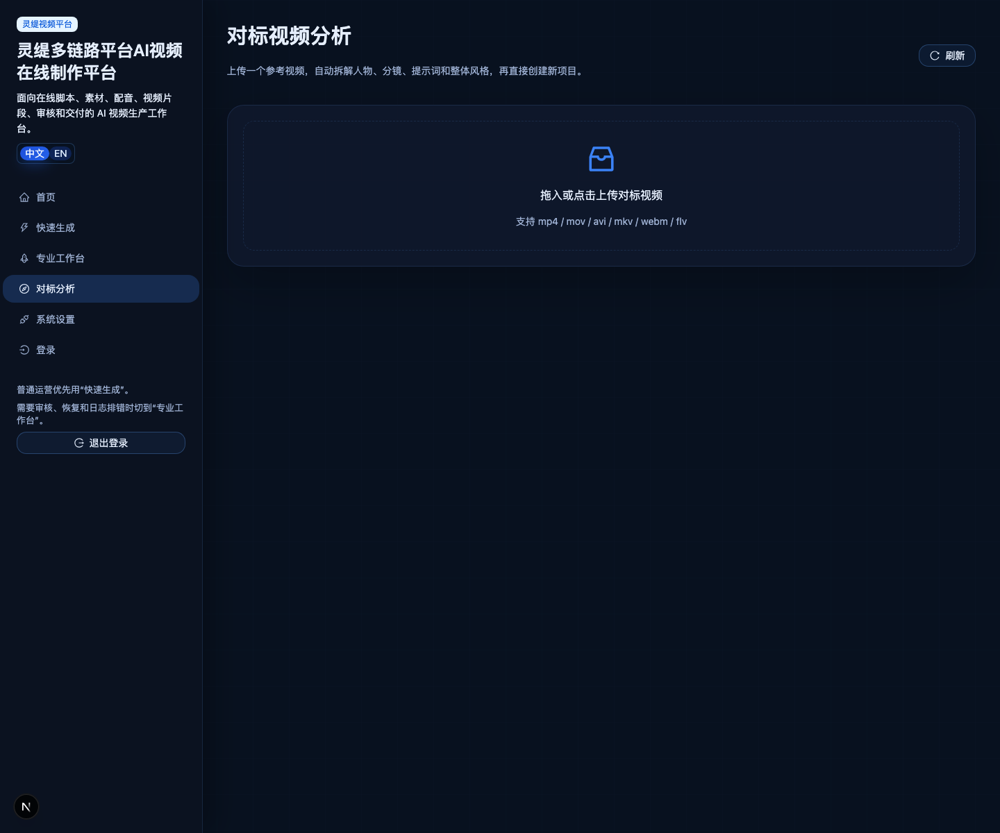 灵缇视频平台
灵缇多链路平台AI视频
在线制作平台
面向在线脚本、素材、配音、视频片
段、审核和交付的 AI 视频生产工作
台。
中文 EN
首页
快速生成
专业工作台
对标分析
系统设置
登录
普通运营优先用“快速生成”。
需要审核、恢复和日志排错时切到“专业工
作台”。
退出登录
N
对标视频分析
上传一个参考视频，自动拆解人物、分镜、提示词和整体风格，再直接创建新项目。
刷新
拖入或点击上传对标视频
支持 mp4 / mov / avi / mkv / webm / flv